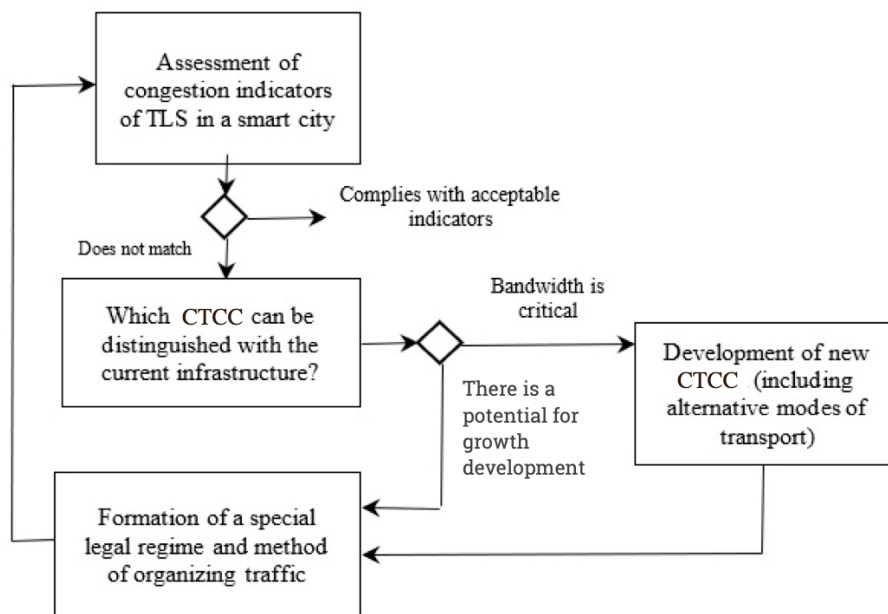 Assessment of
congestion indicators
of TLS in a smart city
Complies with acceptable
indicators
Does not match
Which CTCC can be
distinguished with the
current infrastructure?
Bandwidth is
critical
Development of new
CTCC (including
alternative modes of
transport)
There is a
potential for
growth
development
Formation of a special
legal regime and method
of organizing traffic